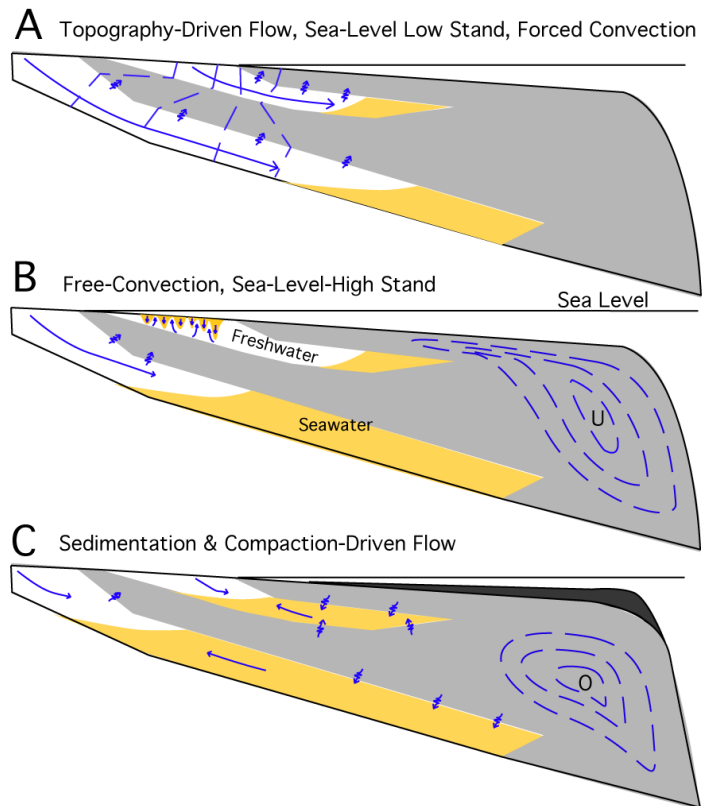 A
Topography-Driven Flow, Sea-Level Low Stand, Forced Convection
B
Free-Convection, Sea-Level-High Stand
Sea Level
Freshwater
U
Seawater
C
Sedimentation & Compaction-Driven Flow
O